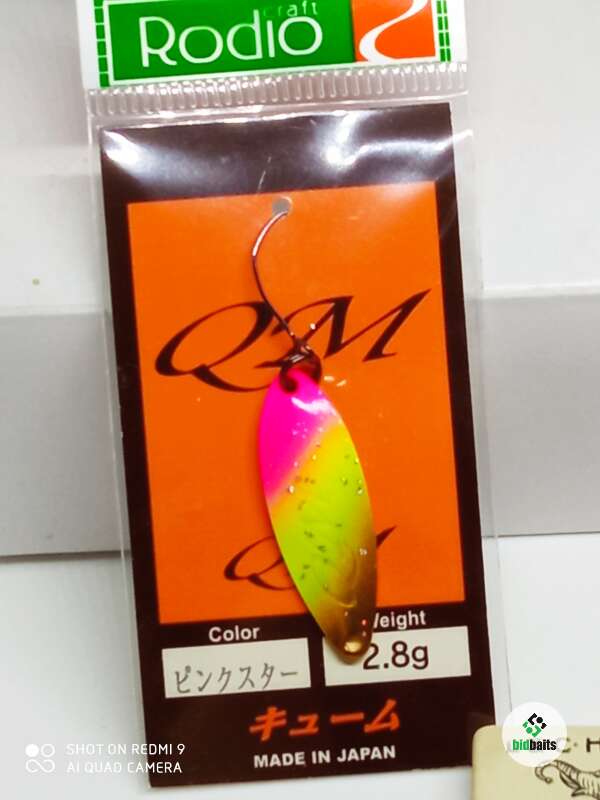 craft
Rodio
QM
QM
Color
Weight
ピンクスター
2.8g
キューム
MADE IN JAPAN
SHOT ON REDMI 9
AI QUAD CAMERA
bidbaits
C·H